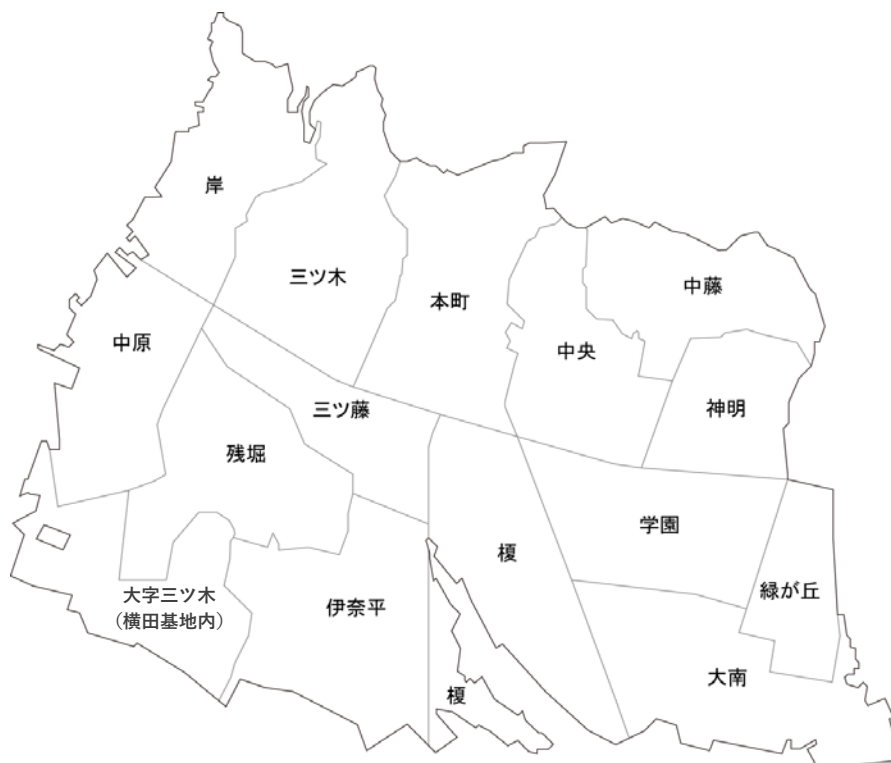 岸
三ツ木
本町
中藤
中原
中央
三ツ藤
神明
残堀
学園
榎
緑が丘
大字三ツ木
(横田基地内)
伊奈平
大南
榎